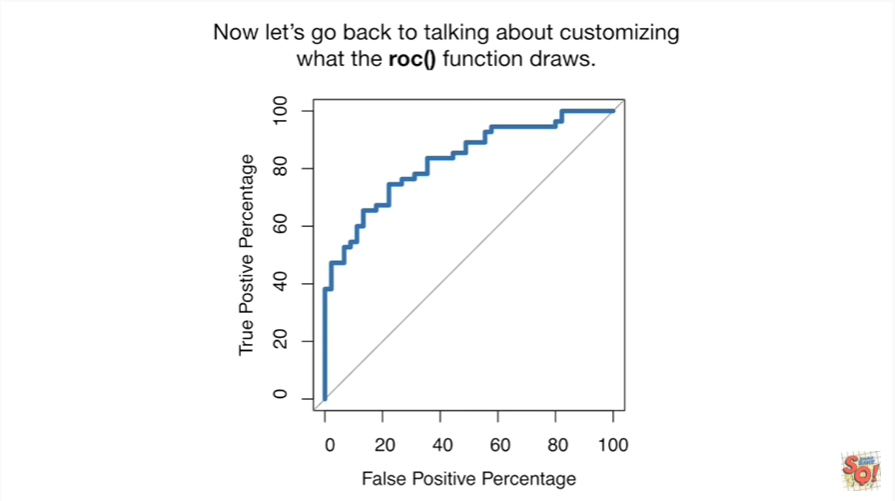 Now let's go back to talking about customizing
what the roc() function draws.
True Postive Percentage
100
80
60
40
20
0
0 20 40 60 80 100
False Positive Percentage
SQ!